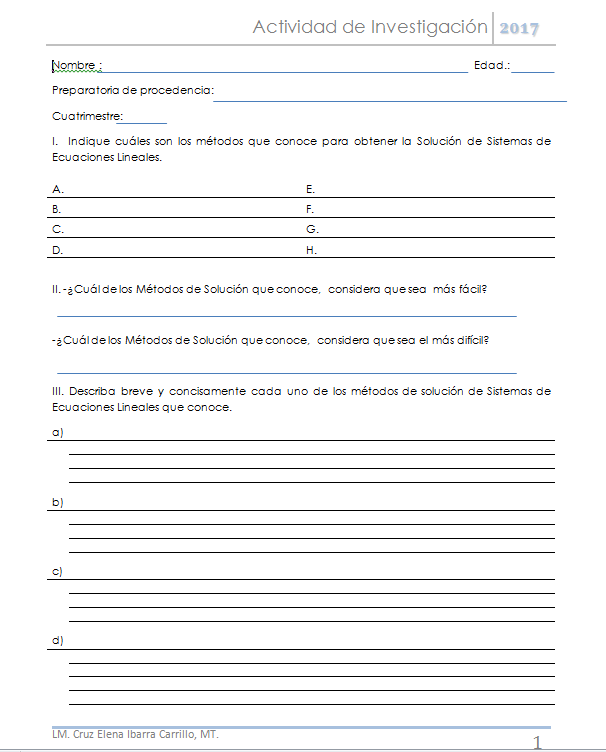 Actividad de Investigación 2017
Nombre : Edad.:
Preparatoria de procedencia:
Cuatrimestre:
I. Indique cuáles son los métodos que conoce para obtener la Solución de Sistemas de
Ecuaciones Lineales.
A. E.
B. F.
C. G.
D. H.
II.-¿Cuál de los Métodos de Solución que conoce, considera que sea más fácil?
-¿Cuál de los Métodos de Solución que conoce, considera que sea el más difícil?
III. Describa breve y concisamente cada uno de los métodos de solución de Sistemas de
Ecuaciones Lineales que conoce.
a)
b)
c)
d)
LM. Cruz Elena Ibarra Carrillo, MT.
1